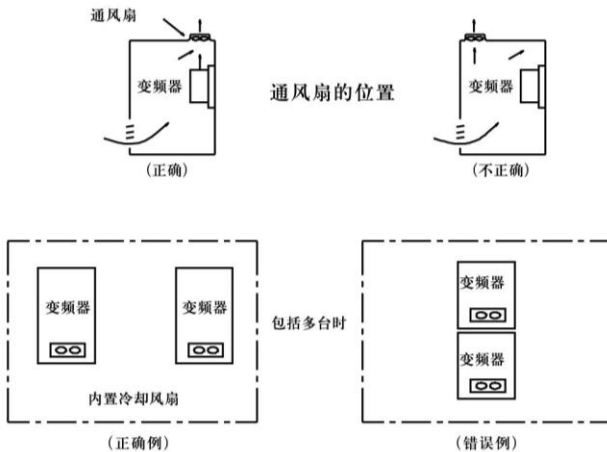 通风扇
变频器
通风扇的位置
变频器
(正确)
(不正确)
变频器
变频器
包括多台时
变频器
变频器
内置冷却风扇
(正确例)
(错误例)